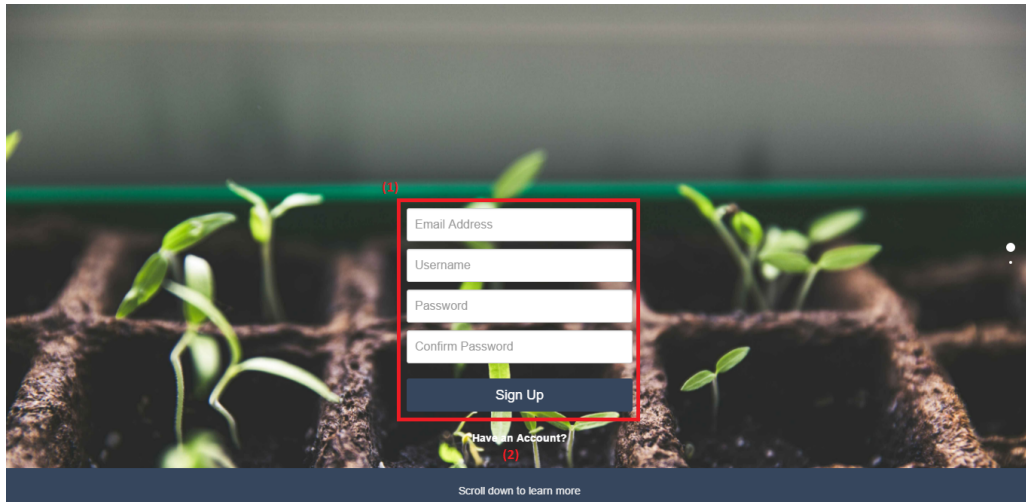 (1)
Email Address
Username
Password
Confirm Password
Sign Up
Have an Account?
(2)
Scroll down to learn more